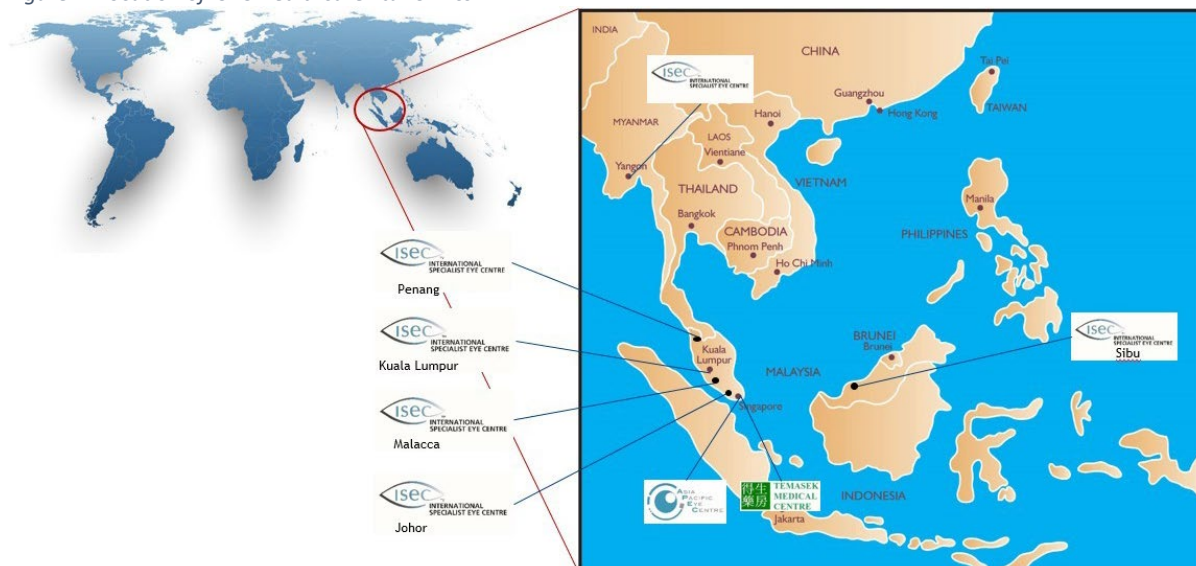 isec
INTERNATIONAL
SPECIALIST EYE CENTRE
Penang
isec
INTERNATIONAL
SPECIALIST EYE CENTRE
Kuala Lumpur
isec
INTERNATIONAL
SPECIALIST EYE CENTRE
Malacca
isec
INTERNATIONAL
SPECIALIST EYE CENTRE
Johor
INDIA
isec
INTERNATIONAL
SPECIALIST EYE CENTRE
CHINA
Tai Pei
TAIWAN
Guangzhou
Hong Kong
MYANMAR
Hanoi
LAOS
Vientiane
Yangon
THAILAND
VIETNAM
Bangkok
CAMBODIA
Phnom Penh
Ho Chi Minh
Manila
PHILIPPINES
BRUNEI
Brunei
isec
INTERNATIONAL
SPECIALIST EYE CENTRE
Sibu
Kuala
Lumpur
MALAYSIA
Singapore
ASIA
PACIFIC
EYE
CENTRE
得生
藥房
TEMASEK
MEDICAL
CENTRE
INDONESIA
Jakarta